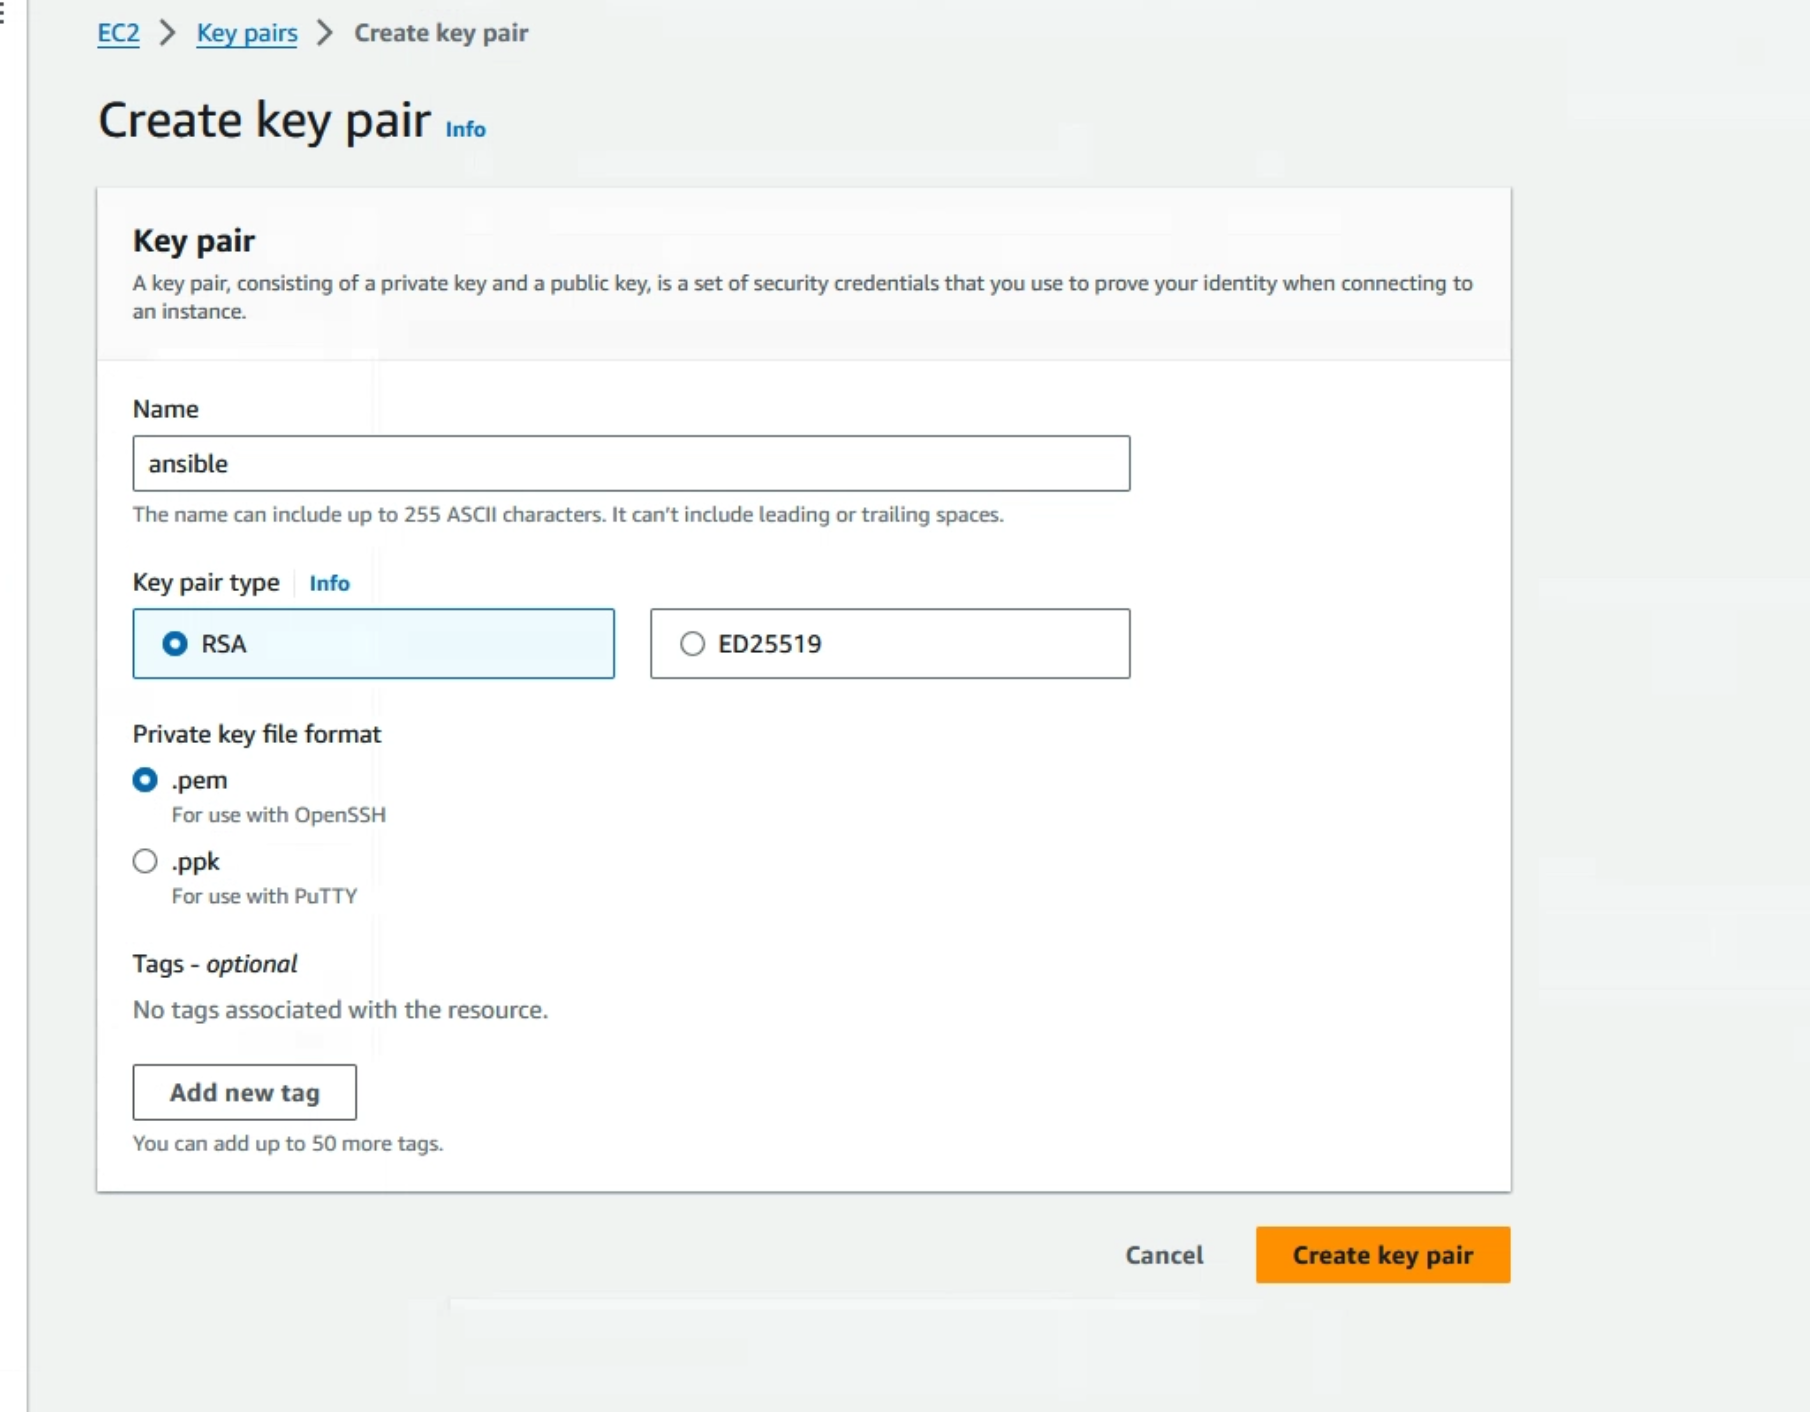 EC2 > Key pairs > Create key pair
Create key pair Info
Key pair
A key pair, consisting of a private key and a public key, is a set of security credentials that you use to prove your identity when connecting to
an instance.
Name
ansible
The name can include up to 255 ASCII characters. It can't include leading or trailing spaces.
Key pair type Info
RSA ED25519
Private key file format
.pem
For use with OpenSSH
.ppk
For use with PuTTY
Tags - optional
No tags associated with the resource.
Add new tag
You can add up to 50 more tags.
Cancel Create key pair